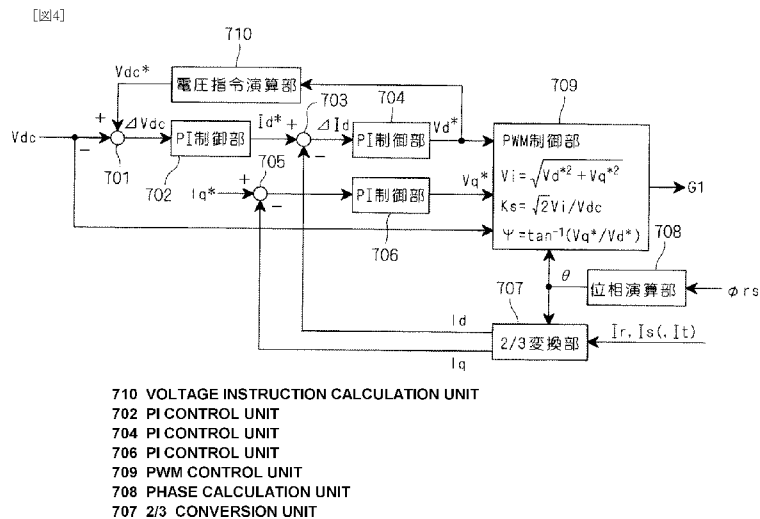 [図4]
710
Vdc*
電圧指令演算部
703
704
709
+
⊿Vdc
Id*
+
⊿Id
Vd*
Vdc
PI制御部
PI制御部
PWM制御部
−
−
701
702
705
Vi=√Vd*²+Vq*²
+
Vq*
G1
Iq*
PI制御部
Ks=√2Vi/Vdc
−
706
Ψ=tan⁻¹(Vq*/Vd*)
708
θ
707
位相演算部
φrs
Id
2/3変換部
Ir,Is(,It)
Iq
710 VOLTAGE INSTRUCTION CALCULATION UNIT
702 PI CONTROL UNIT
704 PI CONTROL UNIT
706 PI CONTROL UNIT
709 PWM CONTROL UNIT
708 PHASE CALCULATION UNIT
707 2/3 CONVERSION UNIT